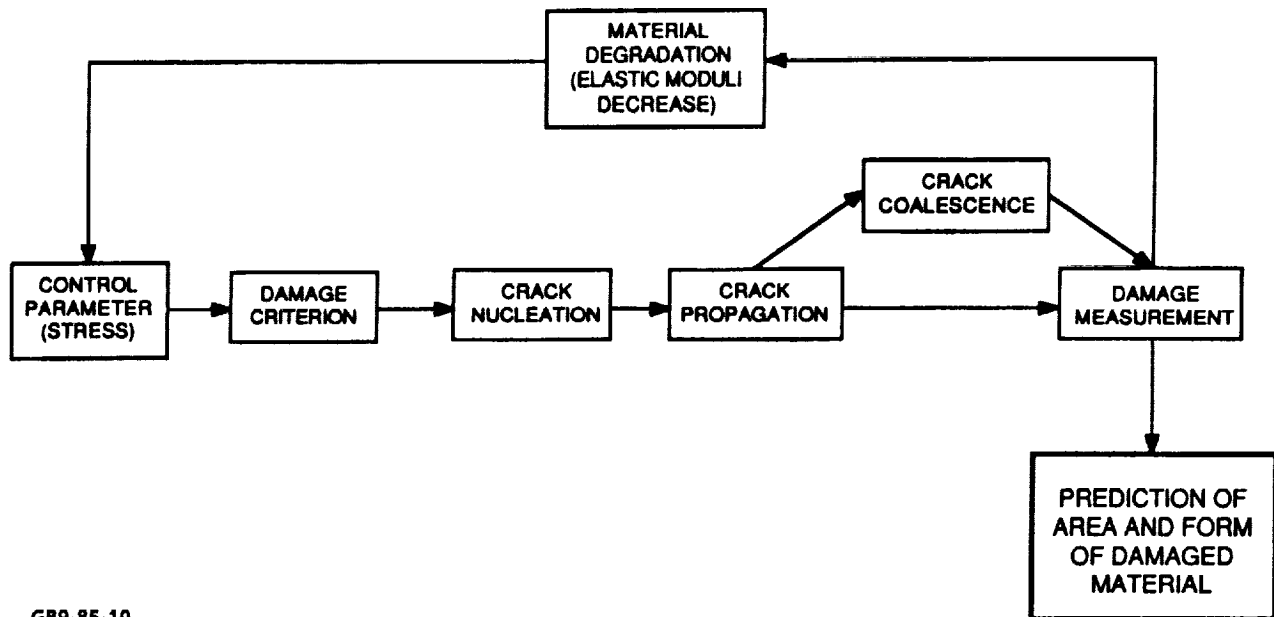 MATERIAL
DEGRADATION
(ELASTIC MODULI
DECREASE)
CRACK
COALESCENCE
CONTROL
PARAMETER
(STRESS)
DAMAGE
CRITERION
CRACK
NUCLEATION
CRACK
PROPAGATION
DAMAGE
MEASUREMENT
PREDICTION OF
AREA AND FORM
OF DAMAGED
MATERIAL